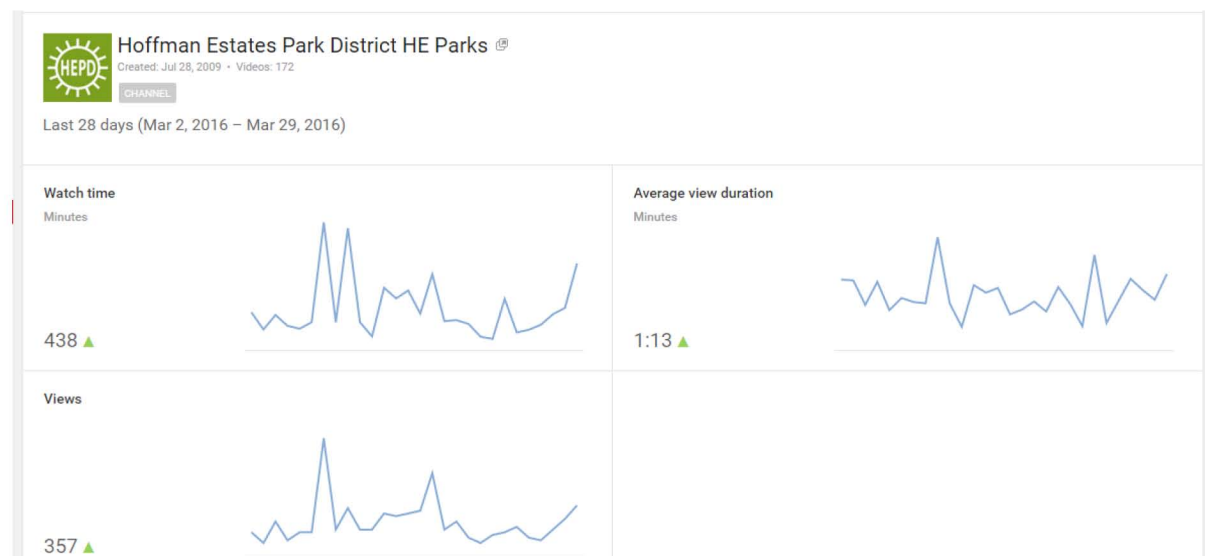 HEPD
Hoffman Estates Park District HE Parks
Created: Jul 28, 2009 • Videos: 172
CHANNEL
Last 28 days (Mar 2, 2016 – Mar 29, 2016)
Watch time
Minutes
438
Average view duration
Minutes
1:13
Views
357